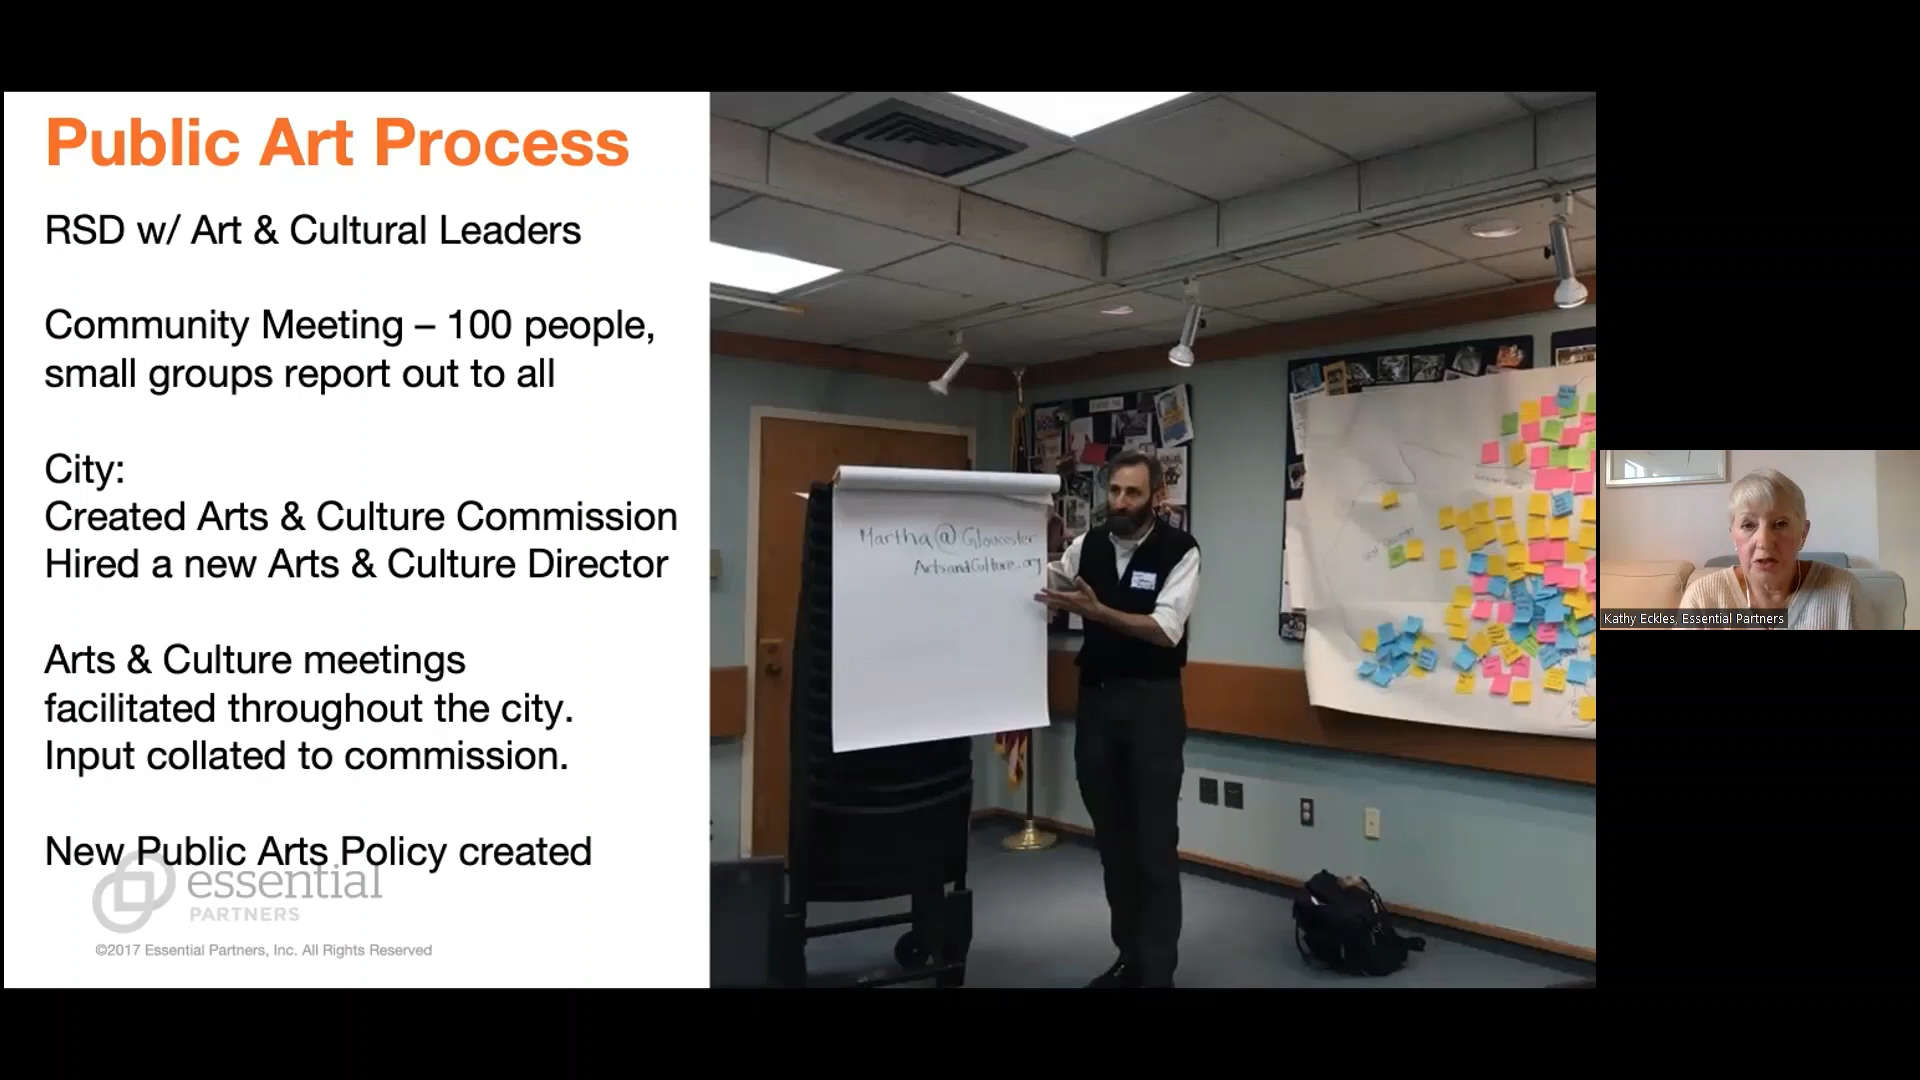 Public Art Process
RSD w/ Art & Cultural Leaders
Community Meeting – 100 people,
small groups report out to all
City:
Created Arts & Culture Commission
Hired a new Arts & Culture Director
Arts & Culture meetings
facilitated throughout the city.
Input collated to commission.
New Public Arts Policy created
essential
PARTNERS
©2017 Essential Partners, Inc. All Rights Reserved
Martha@Gloucester
ArtsandCulture.org
Kathy Eckles, Essential Partners